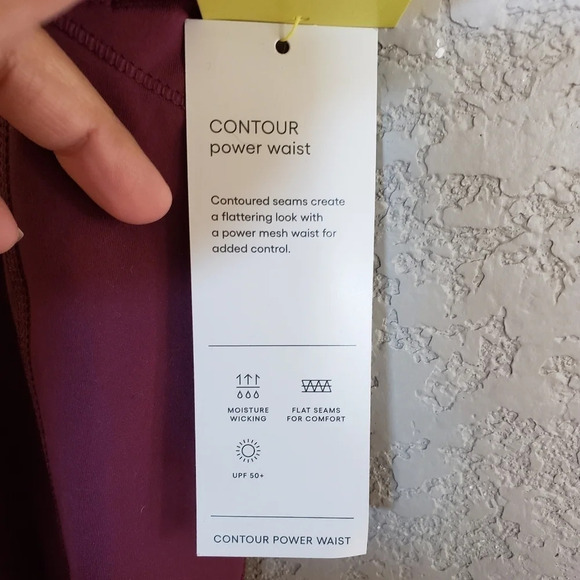 CONTOUR
power waist
Contoured seams create
a flattering look with
a power mesh waist for
added control.
MOISTURE
WICKING
FLAT SEAMS
FOR COMFORT
UPF 50+
CONTOUR POWER WAIST